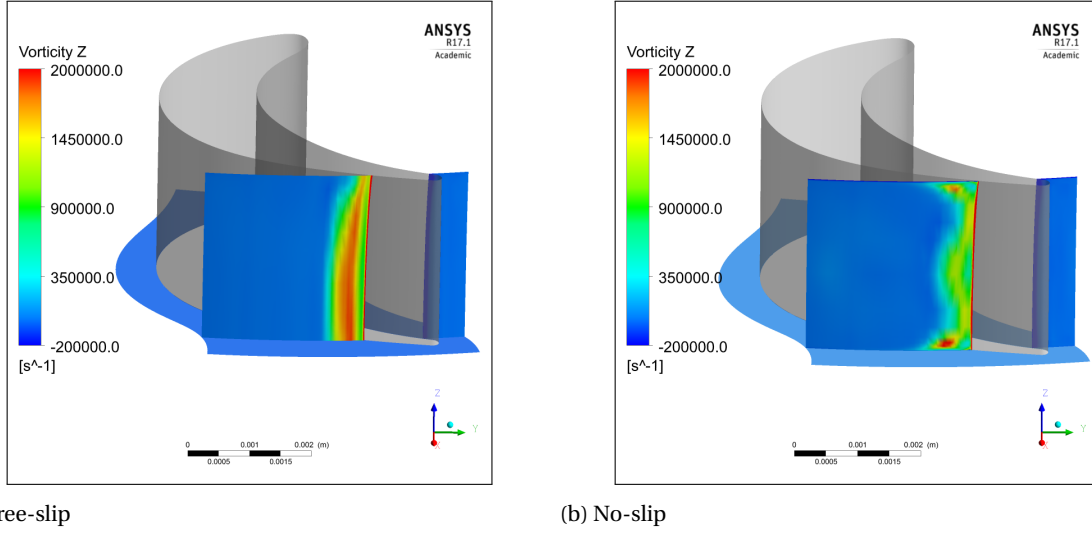 ANSYS
R17.1
Academic
Vorticity Z
2000000.0
1450000.0
900000.0
350000.0
-200000.0
[s^-1]
Z
Y
X
0 0.001 0.002 (m)
0.0005 0.0015
ree-slip
ANSYS
R17.1
Academic
Vorticity Z
2000000.0
1450000.0
900000.0
350000.0
-200000.0
[s^-1]
Z
Y
X
0 0.001 0.002 (m)
0.0005 0.0015
(b) No-slip